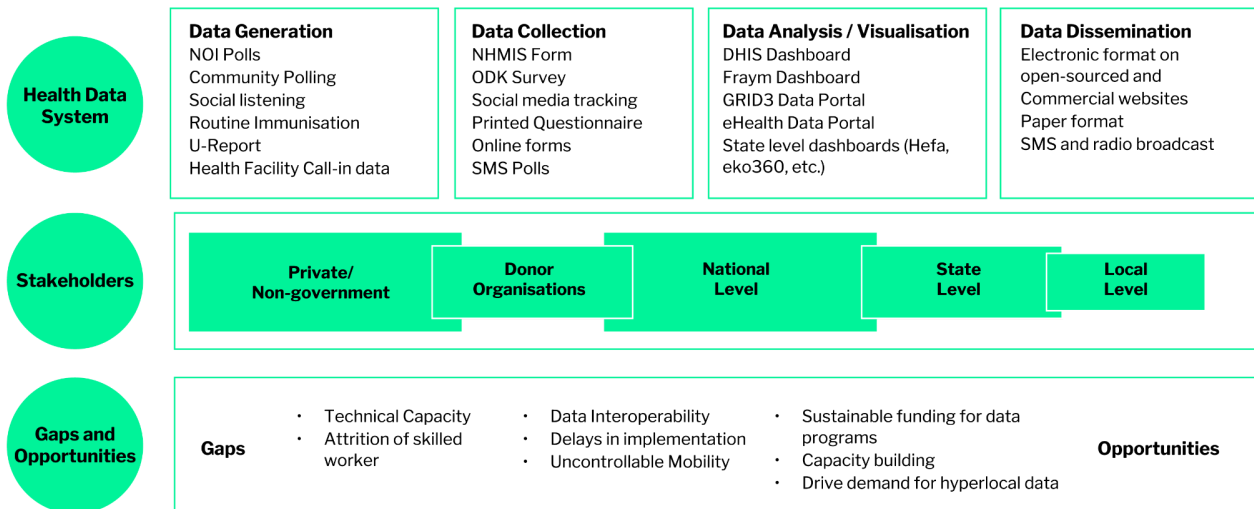 Health Data
System
Data Generation
NOI Polls
Community Polling
Social listening
Routine Immunisation
U-Report
Health Facility Call-in data
Data Collection
NHMIS Form
ODK Survey
Social media tracking
Printed Questionnaire
Online forms
SMS Polls
Data Analysis / Visualisation
DHIS Dashboard
Fraym Dashboard
GRID3 Data Portal
eHealth Data Portal
State level dashboards (Hefa,
eko360, etc.)
Data Dissemination
Electronic format on
open-sourced and
Commercial websites
Paper format
SMS and radio broadcast
Stakeholders
Private/
Non-government
Donor
Organisations
National
Level
State
Level
Local
Level
Gaps and
Opportunities
Gaps
• Technical Capacity
• Attrition of skilled
worker
• Data Interoperability
• Delays in implementation
• Uncontrollable Mobility
• Sustainable funding for data
programs
• Capacity building
• Drive demand for hyperlocal data
Opportunities